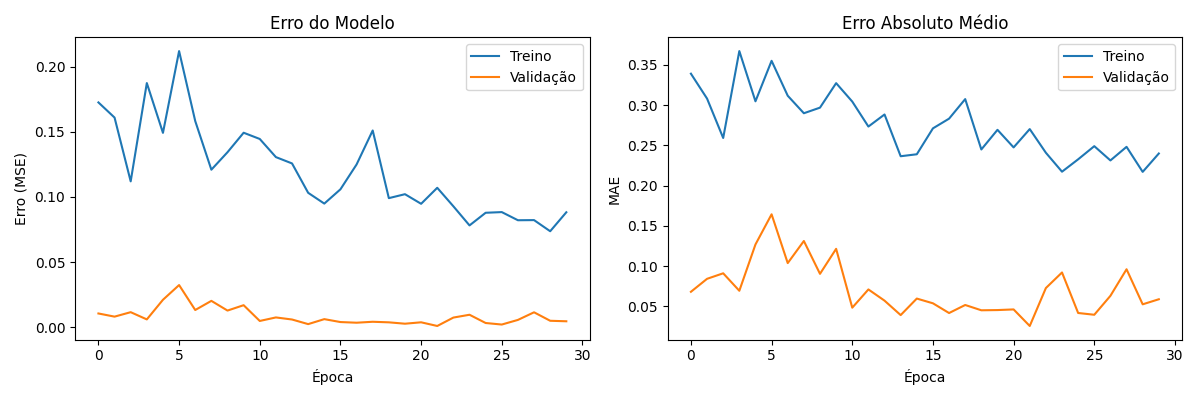 Erro do Modelo
Erro (MSE)
0.20
0.15
0.10
0.05
0.00
Treino
Validação
0 5 10 15 20 25 30
Época
Erro Absoluto Médio
MAE
0.35
0.30
0.25
0.20
0.15
0.10
0.05
Treino
Validação
0 5 10 15 20 25 30
Época